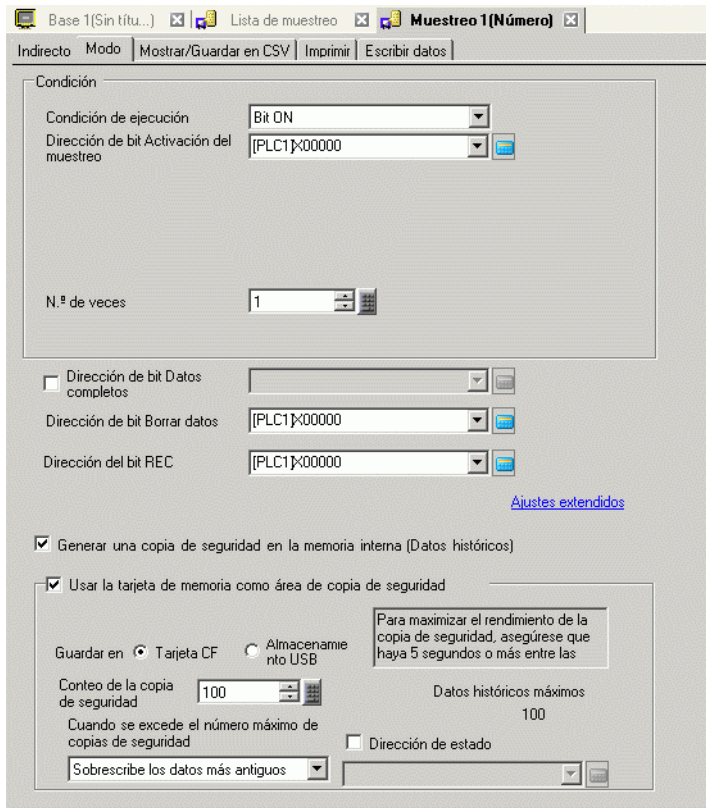 Base 1(Sin títu...) Lista de muestreo Muestreo 1(Número)
Indirecto Modo Mostrar/Guardar en CSV Imprimir Escribir datos
Condición
Condición de ejecución Bit ON
Dirección de bit Activación del
muestreo [PLC1]X00000
N.º de veces 1
Dirección de bit Datos
completos
Dirección de bit Borrar datos [PLC1]X00000
Dirección del bit REC [PLC1]X00000
Ajustes extendidos
Generar una copia de seguridad en la memoria interna (Datos históricos)
Usar la tarjeta de memoria como área de copia de seguridad
Guardar en Tarjeta CF Almacenamie
nto USB
Para maximizar el rendimiento de la
copia de seguridad, asegúrese que
haya 5 segundos o más entre las
Conteo de la copia
de seguridad 100
Datos históricos máximos
100
Cuando se excede el número máximo de
copias de seguridad
Dirección de estado
Sobrescribe los datos más antiguos